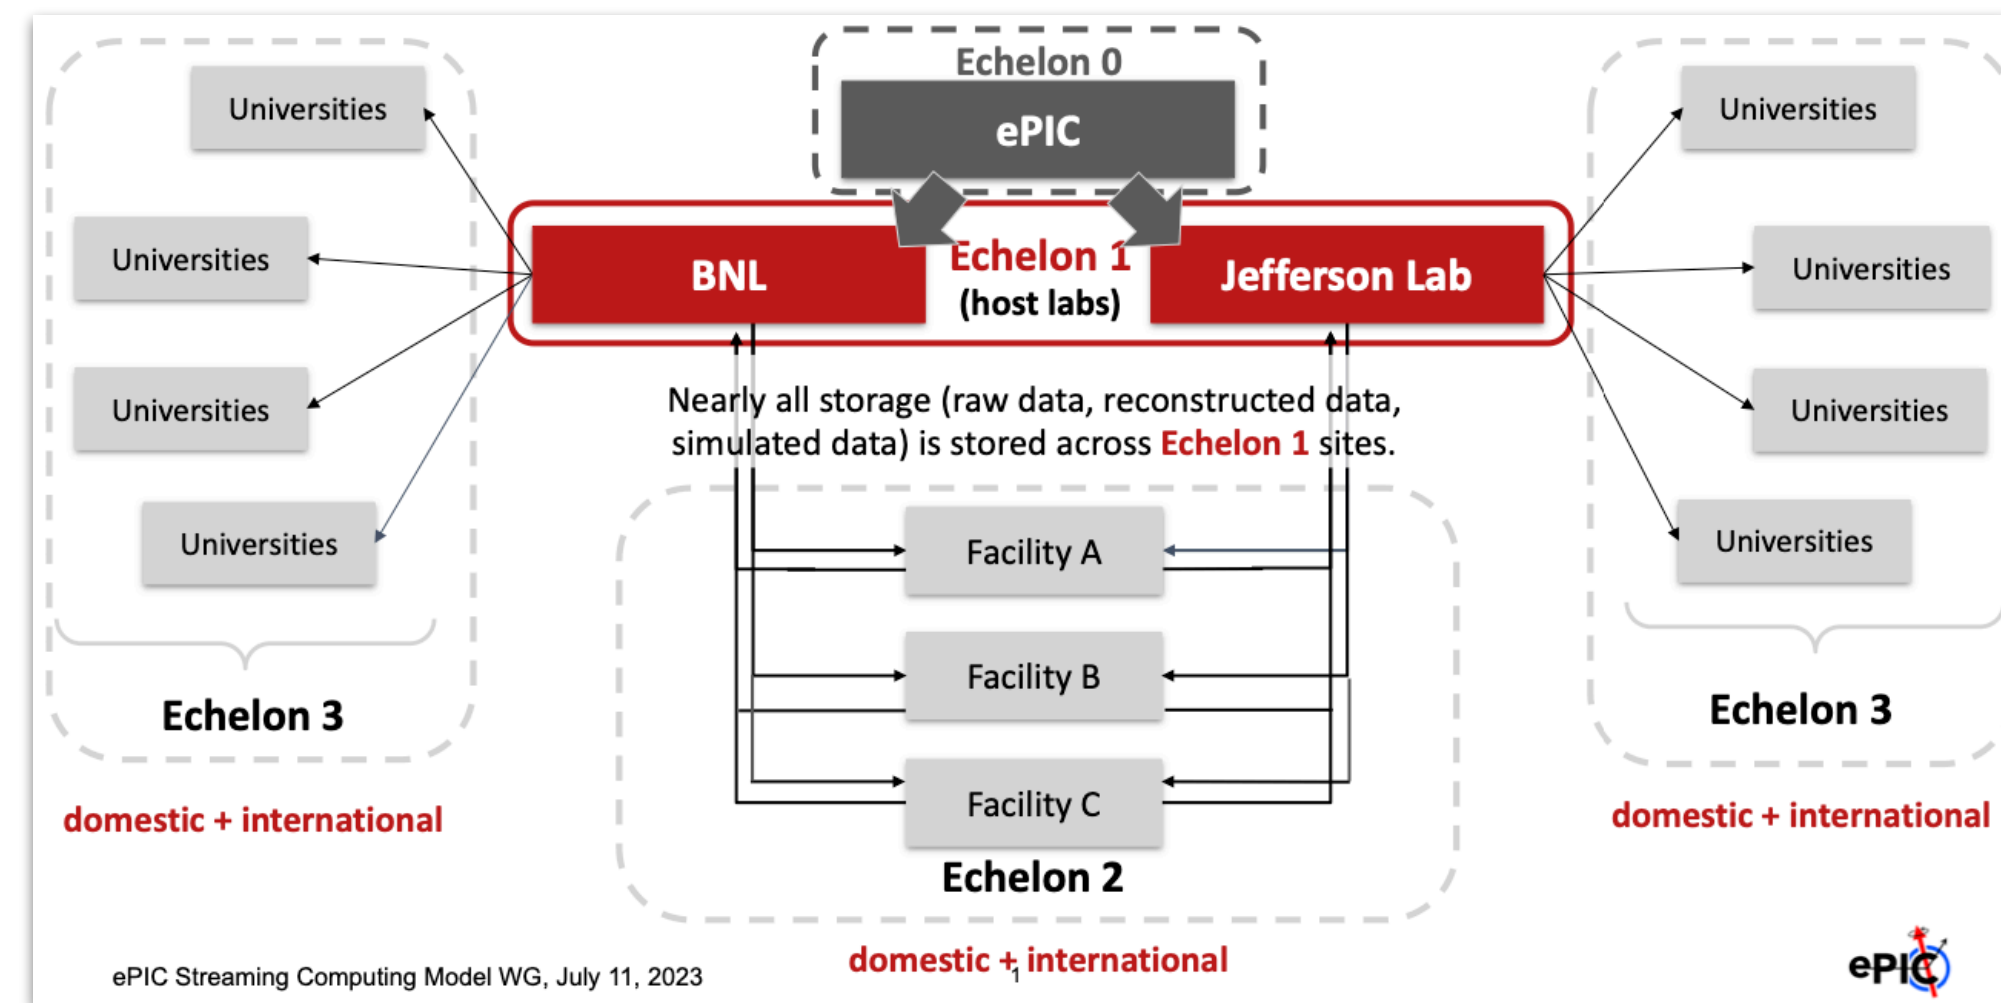 Echelon 0
ePIC
Universities
Universities
Universities
Universities
Echelon 3
domestic + international
BNL
Echelon 1
(host labs)
Jefferson Lab
Nearly all storage (raw data, reconstructed data,
simulated data) is stored across Echelon 1 sites.
Facility A
Facility B
Facility C
Echelon 2
domestic + international
Universities
Universities
Universities
Universities
Echelon 3
domestic + international
ePIC Streaming Computing Model WG, July 11, 2023
1
ePIC